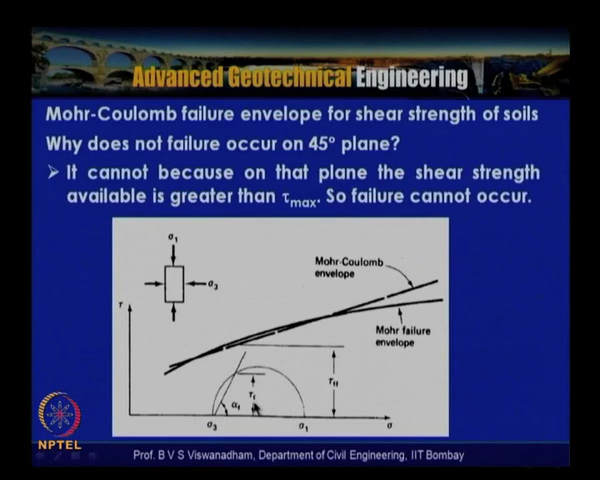 Advanced Geotechnical Engineering
Mohr-Coulomb failure envelope for shear strength of soils
Why does not failure occur on 45° plane?
➢ It cannot because on that plane the shear strength
available is greater than τmax. So failure cannot occur.
σ1
σ3
Mohr-Coulomb
envelope
τ
Mohr failure
envelope
τf
τff
αf
σ3
σ1
σ
NPTEL
Prof. B V S Viswanadham, Department of Civil Engineering, IIT Bombay